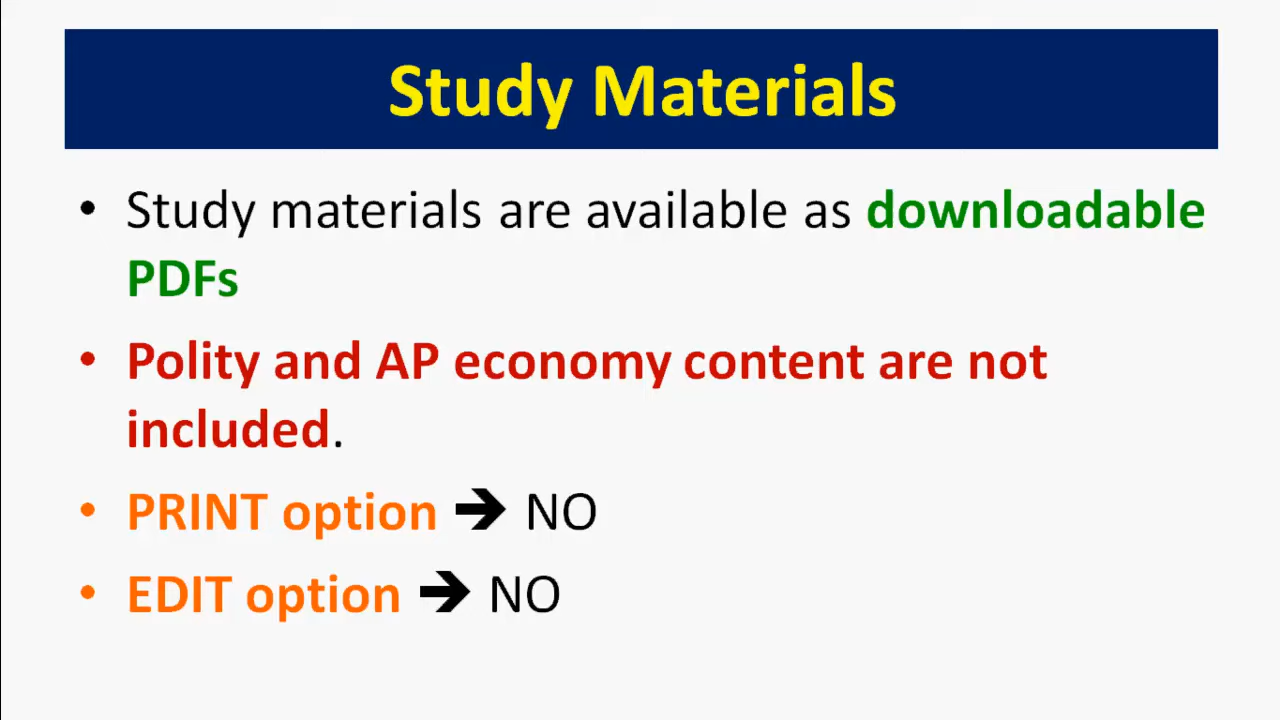 Study Materials
• Study materials are available as downloadable
PDFs
• Polity and AP economy content are not
included.
• PRINT option ➔ NO
• EDIT option ➔ NO